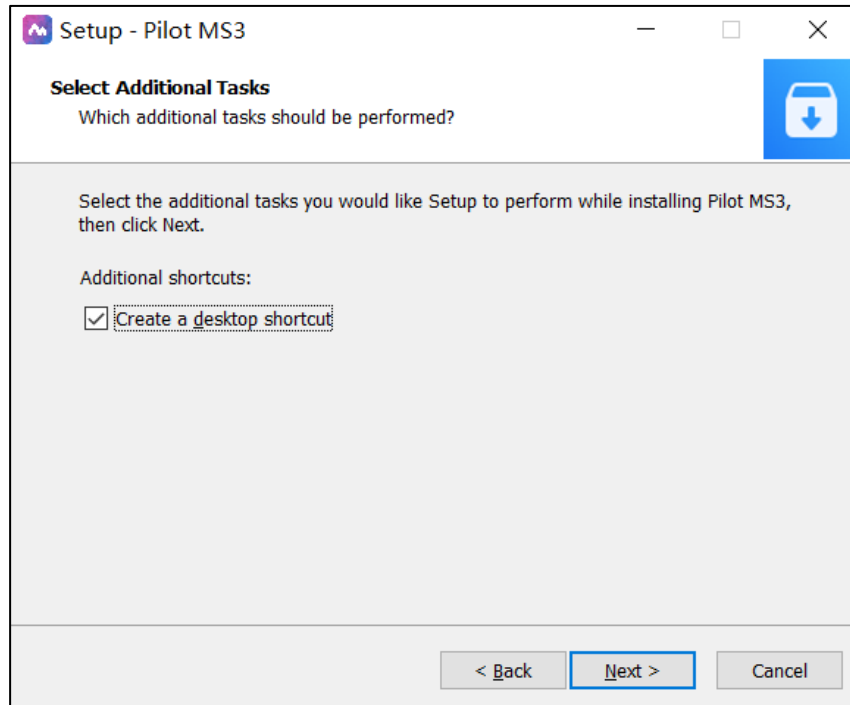 Setup - Pilot MS3
Select Additional Tasks
Which additional tasks should be performed?
Select the additional tasks you would like Setup to perform while installing Pilot MS3,
then click Next.
Additional shortcuts:
Create a desktop shortcut
< Back
Next >
Cancel